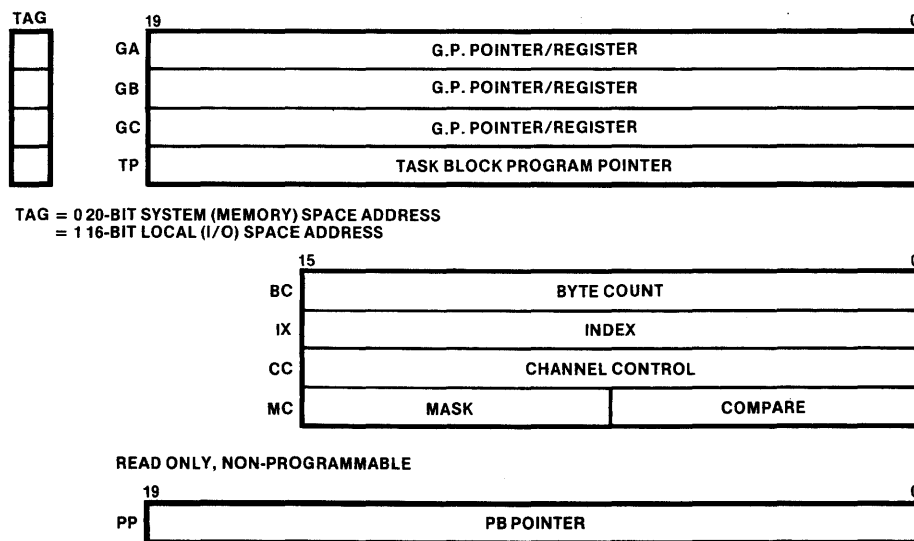 TAG
19 0
GA G.P. POINTER/REGISTER
GB G.P. POINTER/REGISTER
GC G.P. POINTER/REGISTER
TP TASK BLOCK PROGRAM POINTER
TAG = 0 20-BIT SYSTEM (MEMORY) SPACE ADDRESS
= 1 16-BIT LOCAL (I/O) SPACE ADDRESS
15 0
BC BYTE COUNT
IX INDEX
CC CHANNEL CONTROL
MC MASK COMPARE
READ ONLY, NON-PROGRAMMABLE
19 0
PP PB POINTER